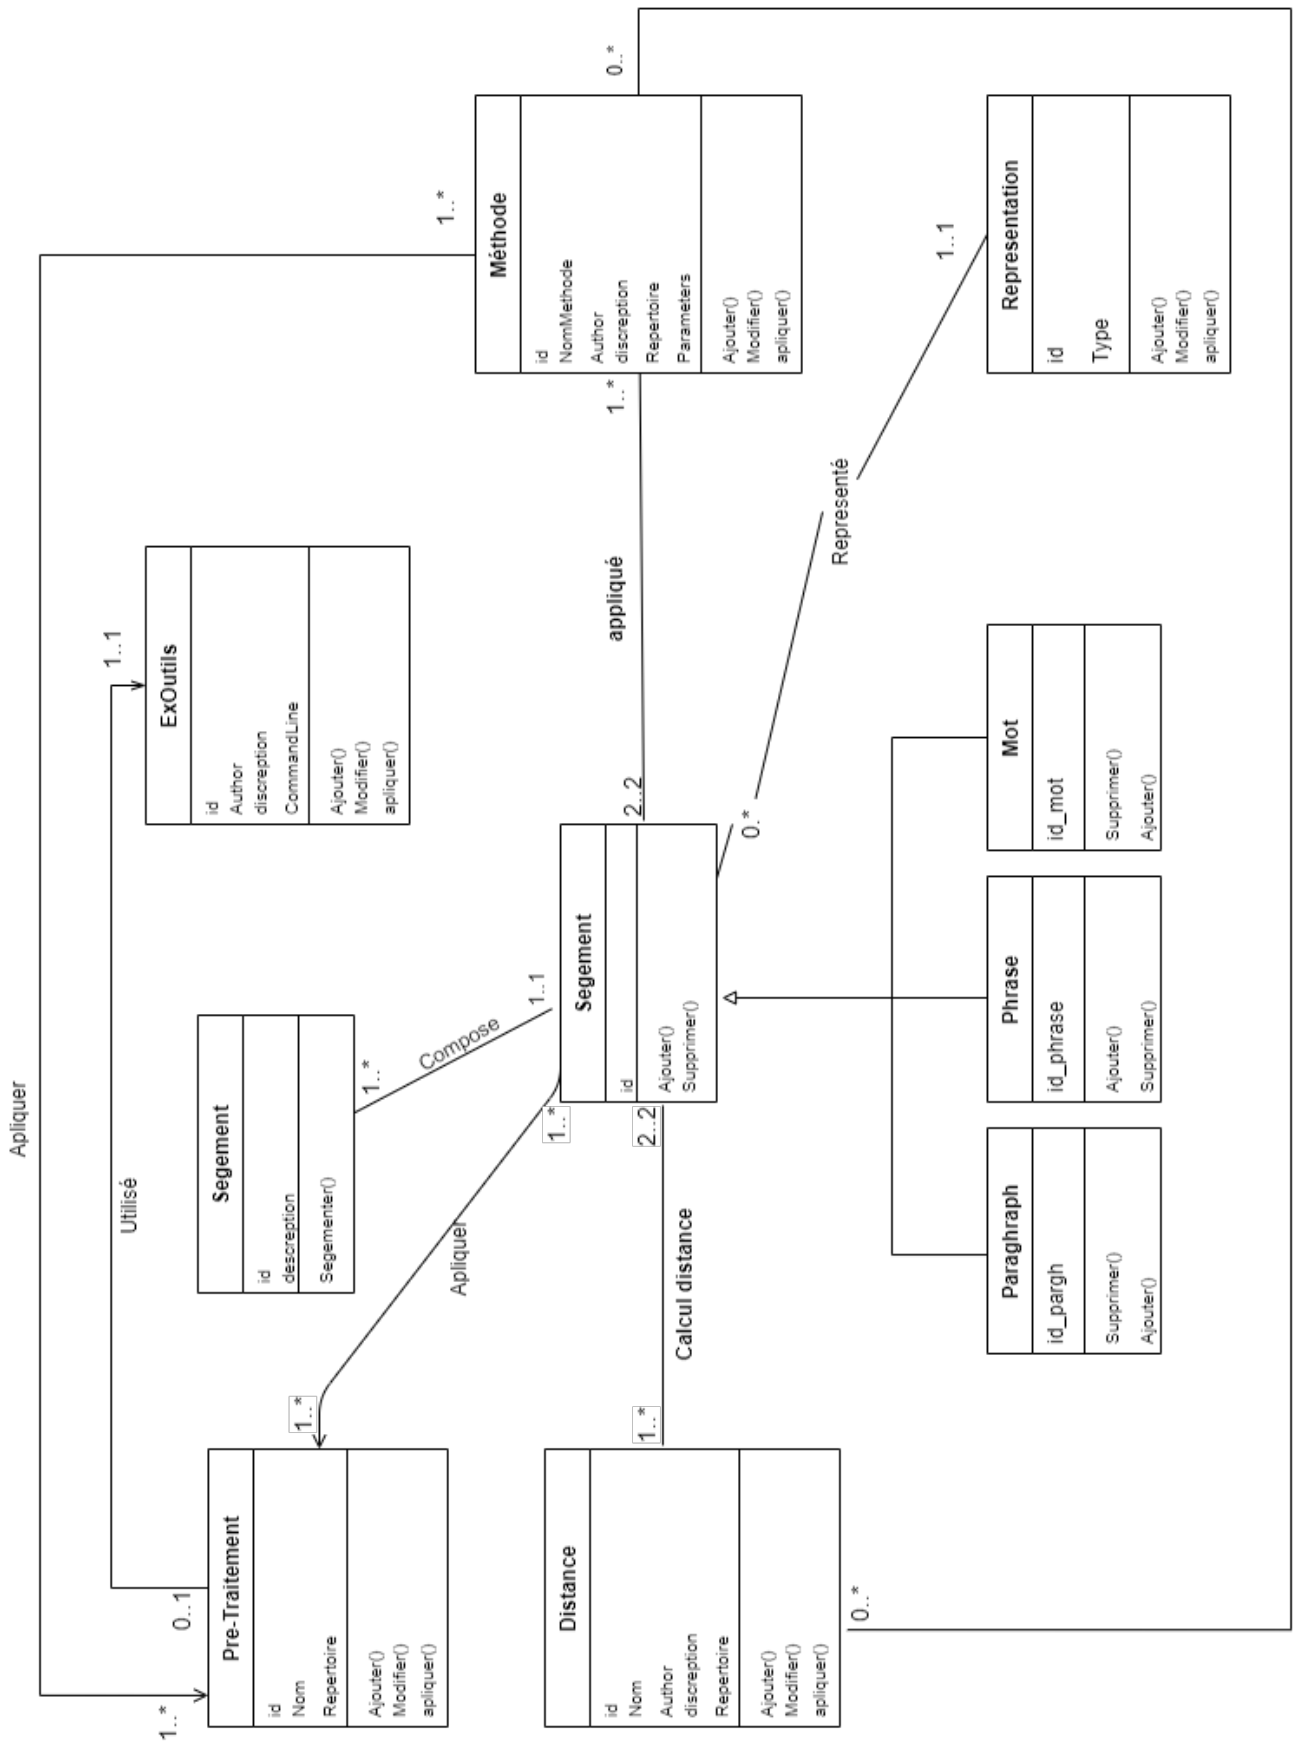 Apliquer
1..*
0..1
Utilisé
1..1
1..*
0..*
Pre-Traitement
id
Nom
Repertoire
Ajouter()
Modifier()
apliquer()
Segement
id
descreption
Segementer()
ExOutils
id
Author
discreption
CommandLine
Ajouter()
Modifier()
apliquer()
1..*
Apliquer
1..*
1..*
Compose
1..1
Méthode
id
NomMethode
Author
discreption
Repertoire
Parameters
Ajouter()
Modifier()
apliquer()
Distance
id
Nom
Author
discreption
Repertoire
Ajouter()
Modifier()
apliquer()
1..*
Calcul distance
2..2
Segement
id
Ajouter()
Supprimer()
2..2
appliqué
1..*
0..*
0.*
Representé
1..1
Paraghraph
id_pargh
Supprimer()
Ajouter()
Phrase
id_phrase
Ajouter()
Supprimer()
Mot
id_mot
Supprimer()
Ajouter()
Representation
id
Type
Ajouter()
Modifier()
apliquer()